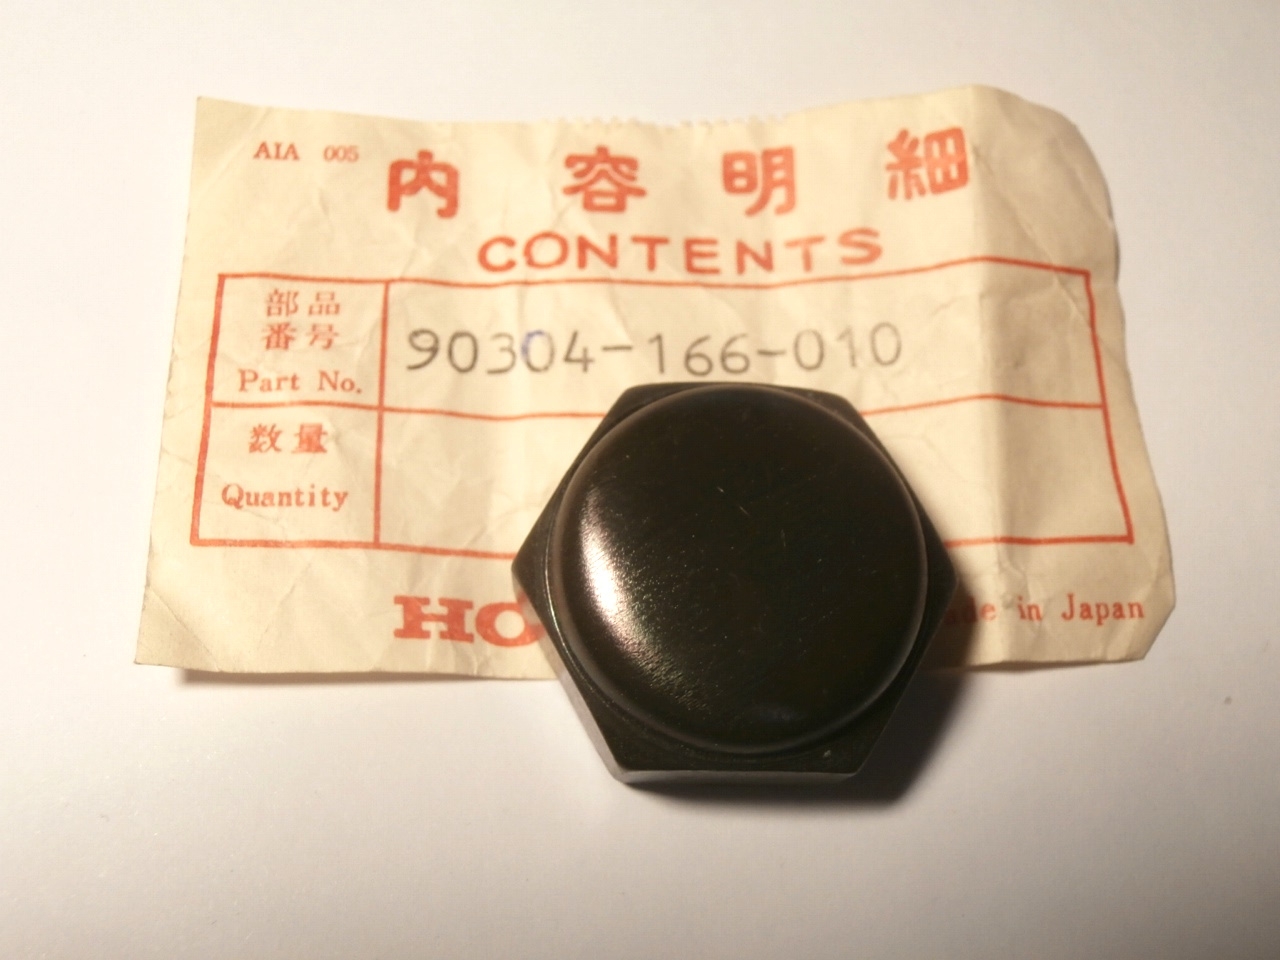 AIA 005
内容明細
CONTENTS
部品
番号
Part No.
90304-166-010
数量
Quantity
HO
ade in Japan